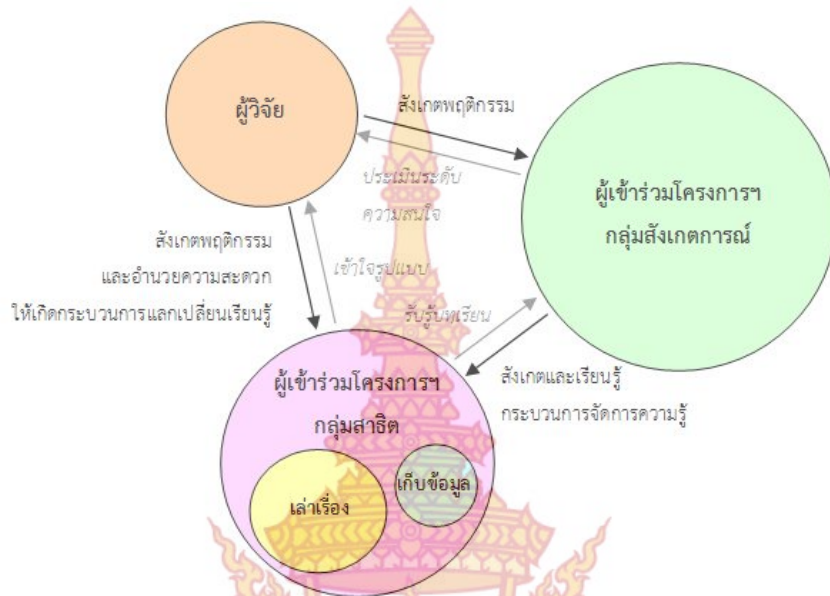 ผู้วิจัย
สังเกตพฤติกรรม
ประเมินระดับ
ความสนใจ
ผู้เข้าร่วมโครงการฯ
กลุ่มสังเกตการณ์
สังเกตพฤติกรรม
และอำนวยความสะดวก
ให้เกิดกระบวนการแลกเปลี่ยนเรียนรู้
เข้าใจรูปแบบ
รับรู้บทเรียน
สังเกตและเรียนรู้
กระบวนการจัดการความรู้
ผู้เข้าร่วมโครงการฯ
กลุ่มสาธิต
เล่าเรื่อง
เก็บข้อมูล